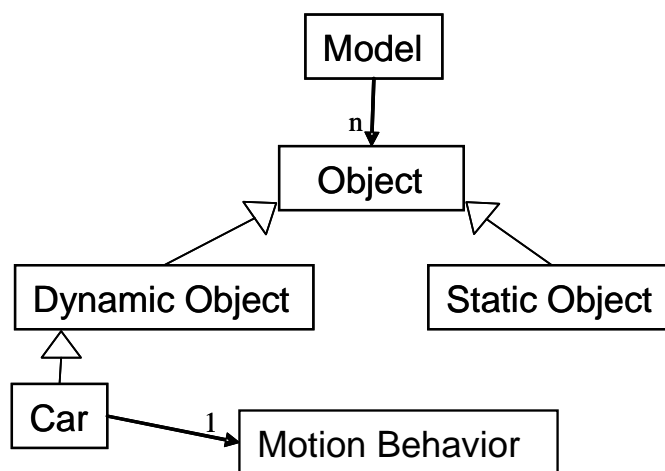 Model
n
Object
Dynamic Object
Static Object
Car
1
Motion Behavior